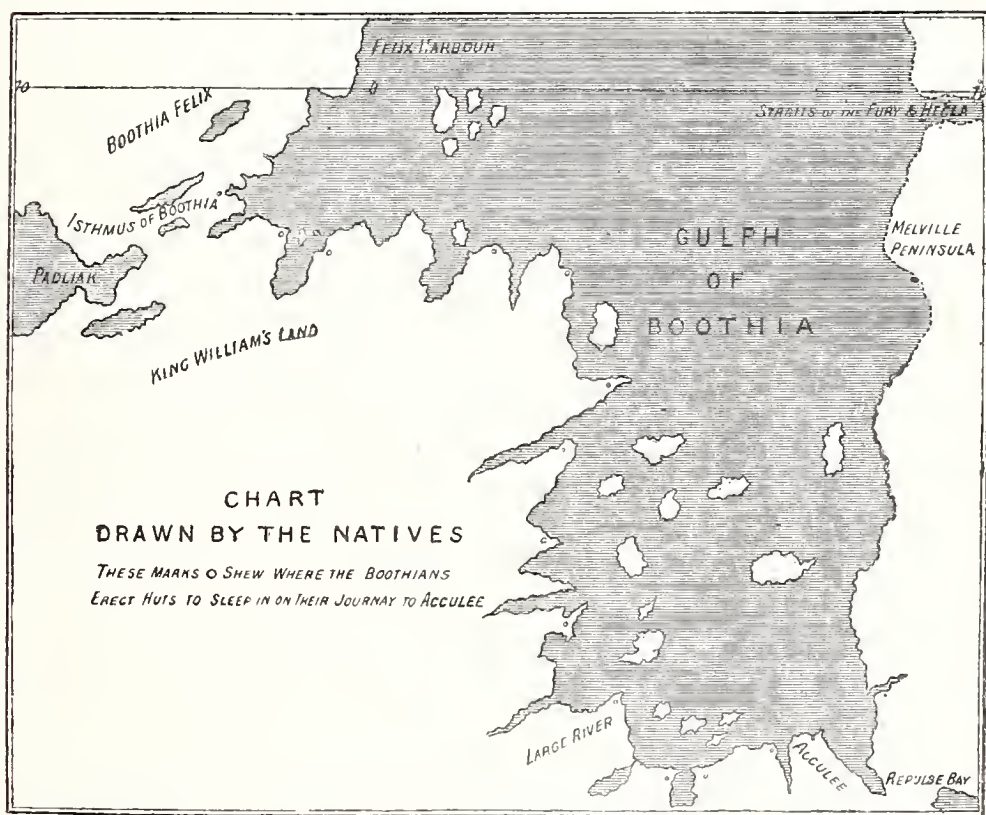 FELIX HARBOUR
70
0
70
BOOTHIA FELIX
STRAITS OF THE FURY & HECLA
ISTHMUS OF BOOTHIA
GULPH
OF
BOOTHIA
MELVILLE
PENINSULA
PADLIAK
KING WILLIAM'S LAND
CHART
DRAWN BY THE NATIVES
THESE MARKS O SHEW WHERE THE BOOTHIANS
ERECT HUTS TO SLEEP IN ON THEIR JOURNAY TO ACCULEE
LARGE RIVER
ACCULEE
REPULSE BAY